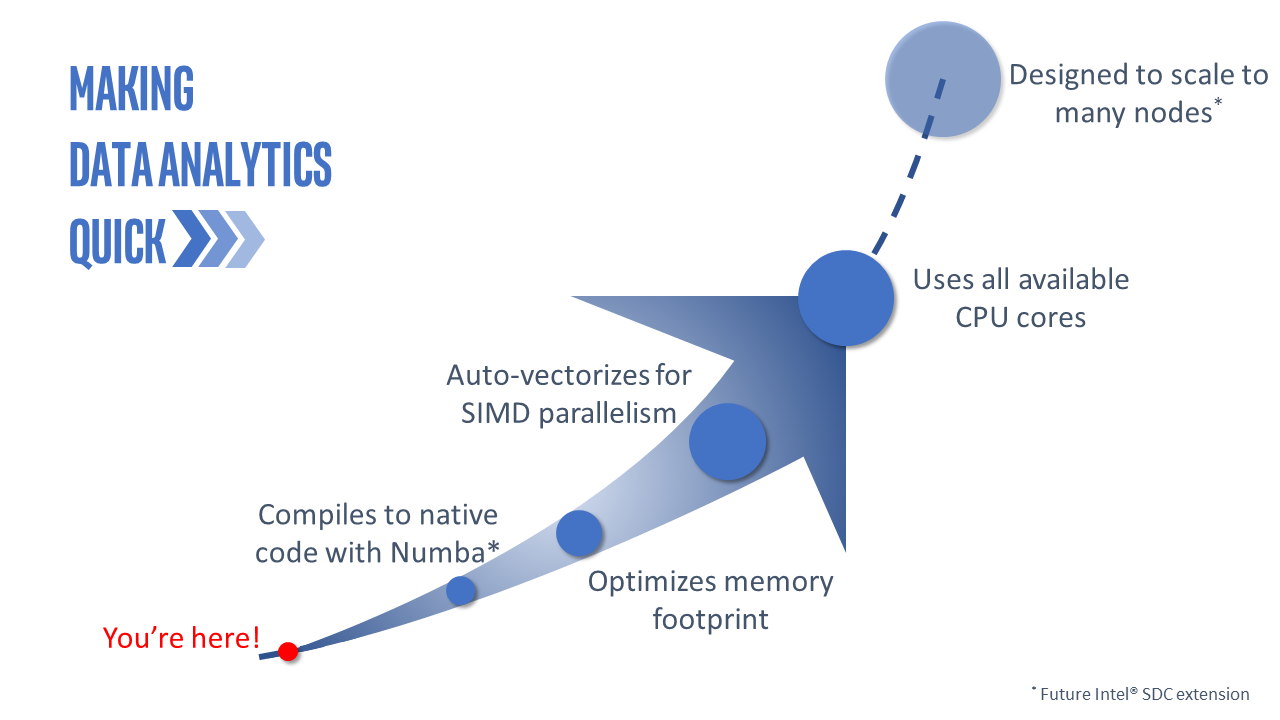 MAKING
DATA ANALYTICS
QUICK
Designed to scale to
many nodes*
Uses all available
CPU cores
Auto-vectorizes for
SIMD parallelism
Compiles to native
code with Numba*
Optimizes memory
footprint
You’re here!
* Future Intel® SDC extension